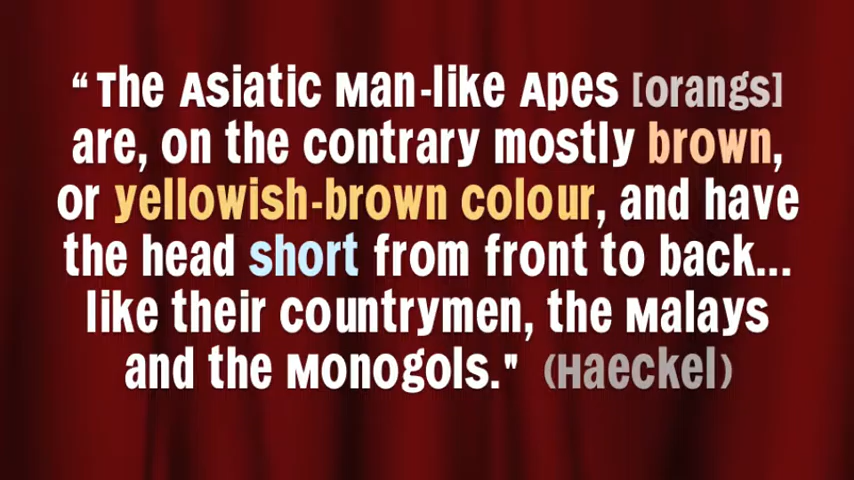 “The Asiatic Man-like Apes [orangs]
are, on the contrary mostly brown,
or yellowish-brown colour, and have
the head short from front to back...
like their countrymen, the Malays
and the Monogols." (Haeckel)